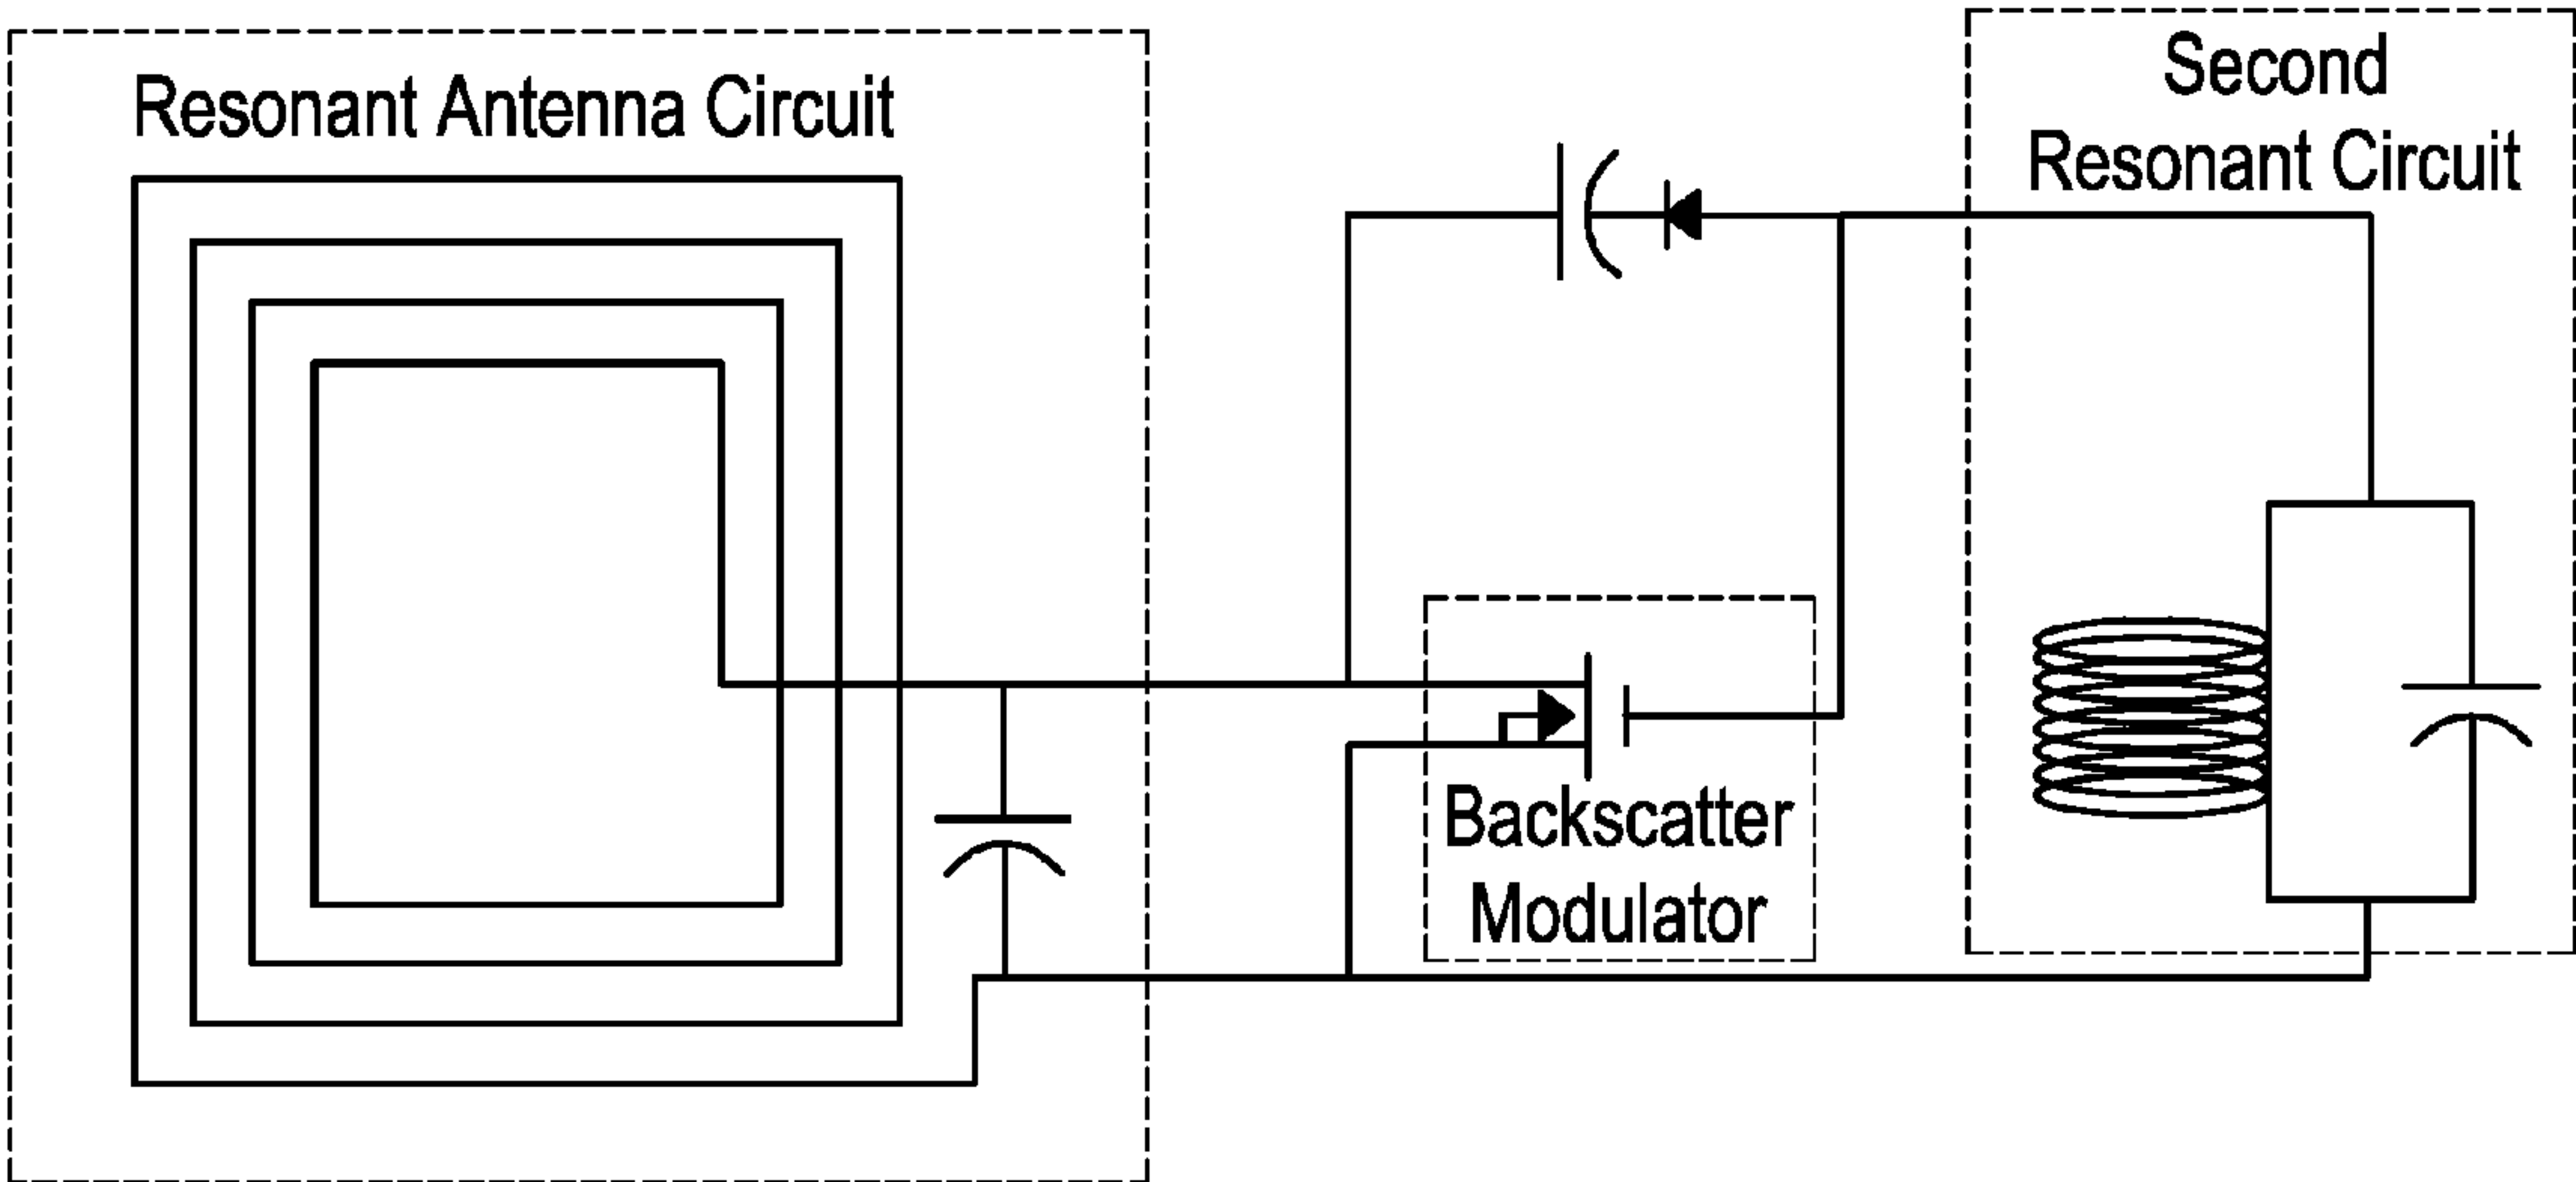 Resonant Antenna Circuit
Second
Resonant Circuit
Backscatter
Modulator